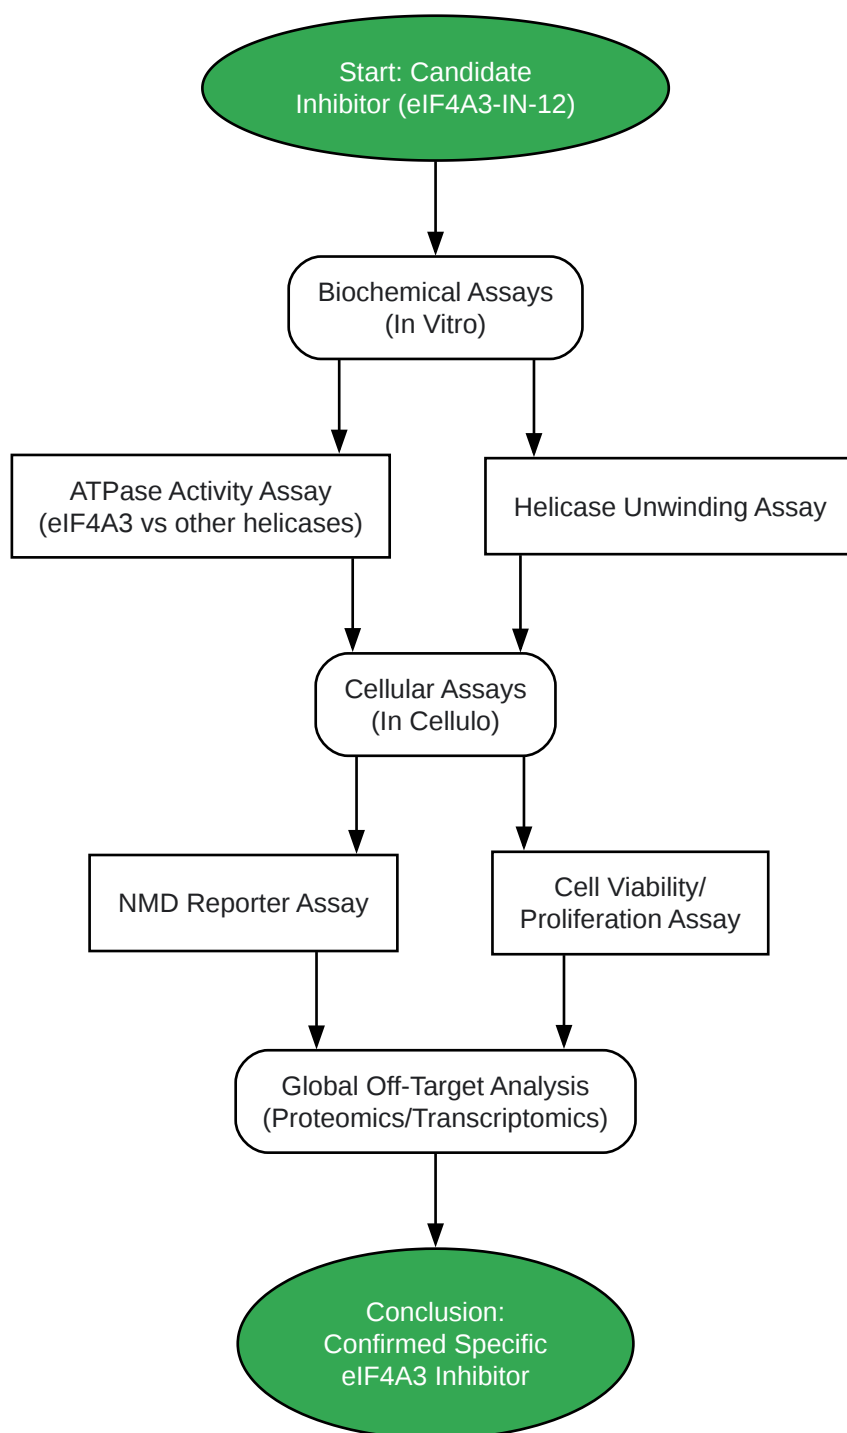 Start: Candidate
Inhibitor (eIF4A3-IN-12)
Biochemical Assays
(In Vitro)
ATPase Activity Assay
(eIF4A3 vs other helicases)
Helicase Unwinding Assay
Cellular Assays
(In Cellulo)
NMD Reporter Assay
Cell Viability/
Proliferation Assay
Global Off-Target Analysis
(Proteomics/Transcriptomics)
Conclusion:
Confirmed Specific
eIF4A3 Inhibitor